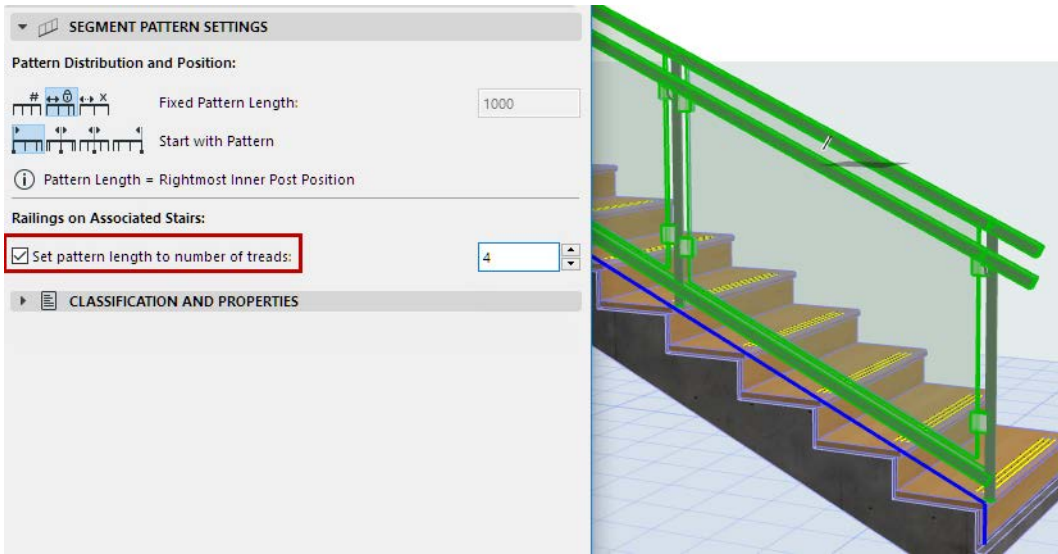 SEGMENT PATTERN SETTINGS
Pattern Distribution and Position:
# x
Fixed Pattern Length:
1000
Start with Pattern
i Pattern Length = Rightmost Inner Post Position
Railings on Associated Stairs:
Set pattern length to number of treads:
4
CLASSIFICATION AND PROPERTIES